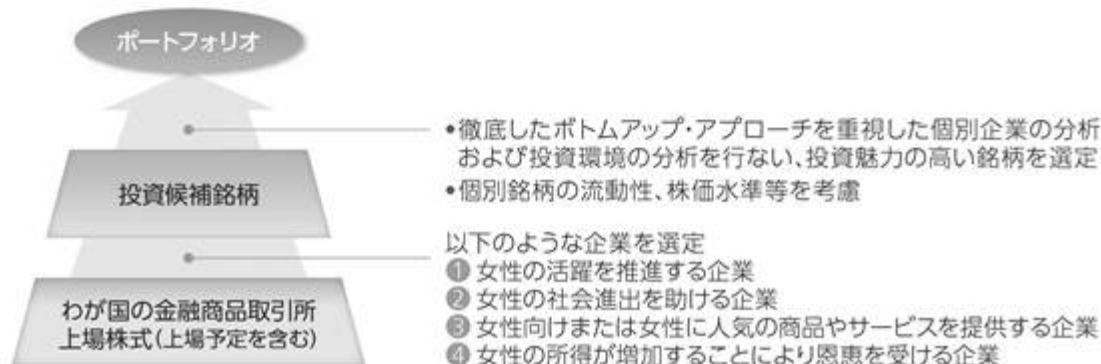 ポートフォリオ
•徹底したボトムアップ・アプローチを重視した個別企業の分析
および投資環境の分析を行ない、投資魅力の高い銘柄を選定
•個別銘柄の流動性、株価水準等を考慮
投資候補銘柄
以下のような企業を選定
❶ 女性の活躍を推進する企業
❷ 女性の社会進出を助ける企業
❸ 女性向けまたは女性に人気の商品やサービスを提供する企業
❹ 女性の所得が増加することにより恩恵を受ける企業
わが国の金融商品取引所
上場株式(上場予定を含む)